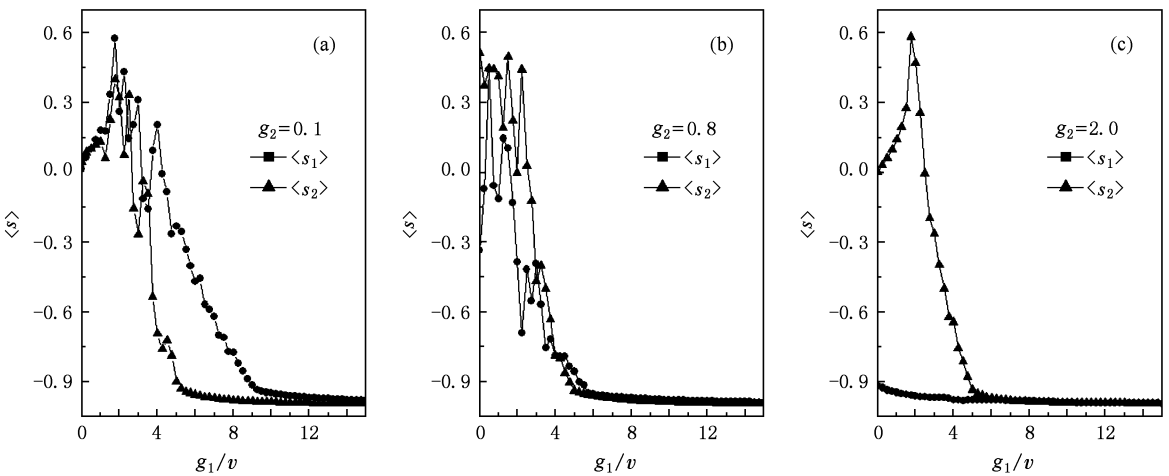 (a)
0.6
0.3
0.0
−0.3
−0.6
−0.9
⟨s⟩
g₂=0.1
⟨s₁⟩
⟨s₂⟩
0 4 8 12
g₁/v
(b)
0.6
0.3
0.0
−0.3
−0.6
−0.9
⟨s⟩
g₂=0.8
⟨s₁⟩
⟨s₂⟩
0 4 8 12
g₁/v
(c)
0.6
0.3
0.0
−0.3
−0.6
−0.9
⟨s⟩
g₂=2.0
⟨s₁⟩
⟨s₂⟩
0 4 8 12
g₁/v